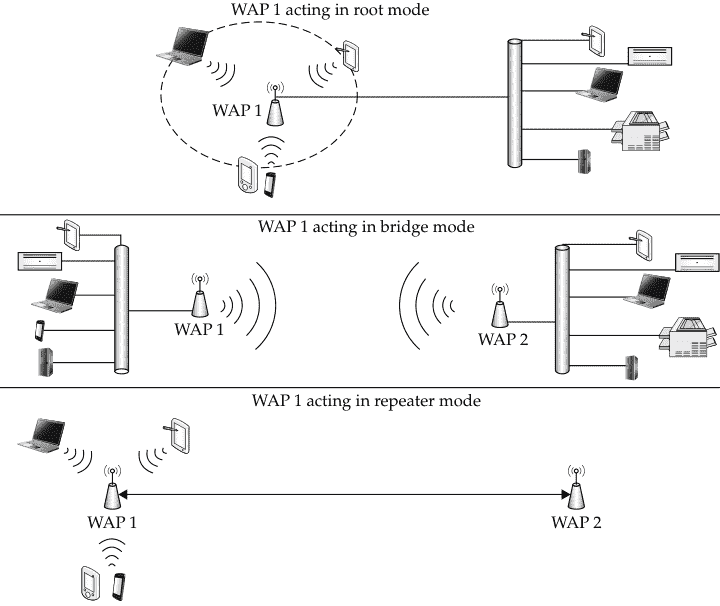 WAP 1 acting in root mode
WAP 1
WAP 1 acting in bridge mode
WAP 1
WAP 2
WAP 1 acting in repeater mode
WAP 1
WAP 2